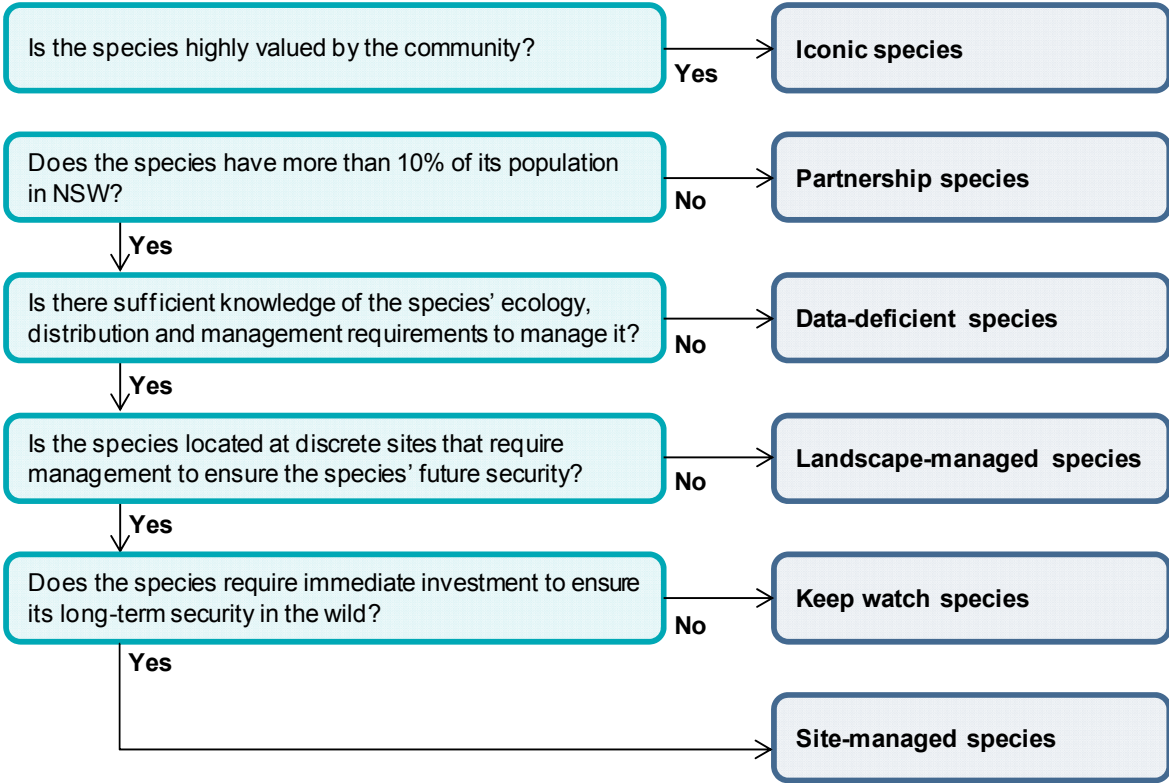 Is the species highly valued by the community?
Yes
Iconic species
Does the species have more than 10% of its population
in NSW?
No
Partnership species
Yes
Is there sufficient knowledge of the species’ ecology,
distribution and management requirements to manage it?
No
Data-deficient species
Yes
Is the species located at discrete sites that require
management to ensure the species’ future security?
No
Landscape-managed species
Yes
Does the species require immediate investment to ensure
its long-term security in the wild?
No
Keep watch species
Yes
Site-managed species